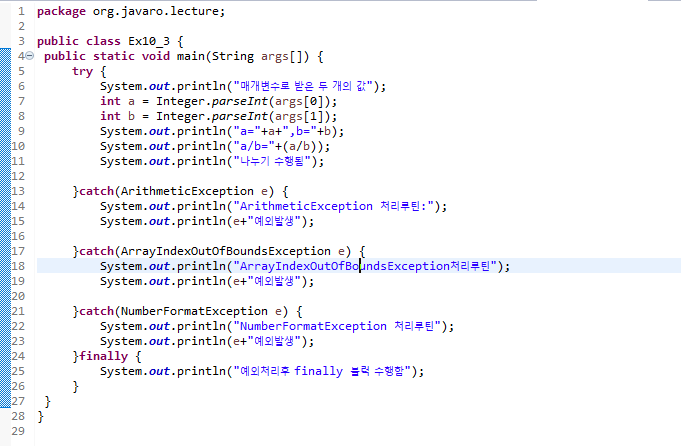 1 package org.javaro.lecture;
2
3 public class Ex10_3 {
4 public static void main(String args[]) {
5 try {
6 System.out.println("매개변수로 받은 두 개의 값");
7 int a = Integer.parseInt(args[0]);
8 int b = Integer.parseInt(args[1]);
9 System.out.println("a="+a+",b="+b);
10 System.out.println("a/b="+(a/b));
11 System.out.println("나누기 수행됨");
12
13 }catch(ArithmeticException e) {
14 System.out.println("ArithmeticException 처리루틴:");
15 System.out.println(e+"예외발생");
16
17 }catch(ArrayIndexOutOfBoundsException e) {
18 System.out.println("ArrayIndexOutOfBoundsException처리루틴");
19 System.out.println(e+"예외발생");
20
21 }catch(NumberFormatException e) {
22 System.out.println("NumberFormatException 처리루틴");
23 System.out.println(e+"예외발생");
24 }finally {
25 System.out.println("예외처리후 finally 블럭 수행함");
26 }
27 }
28 }
29